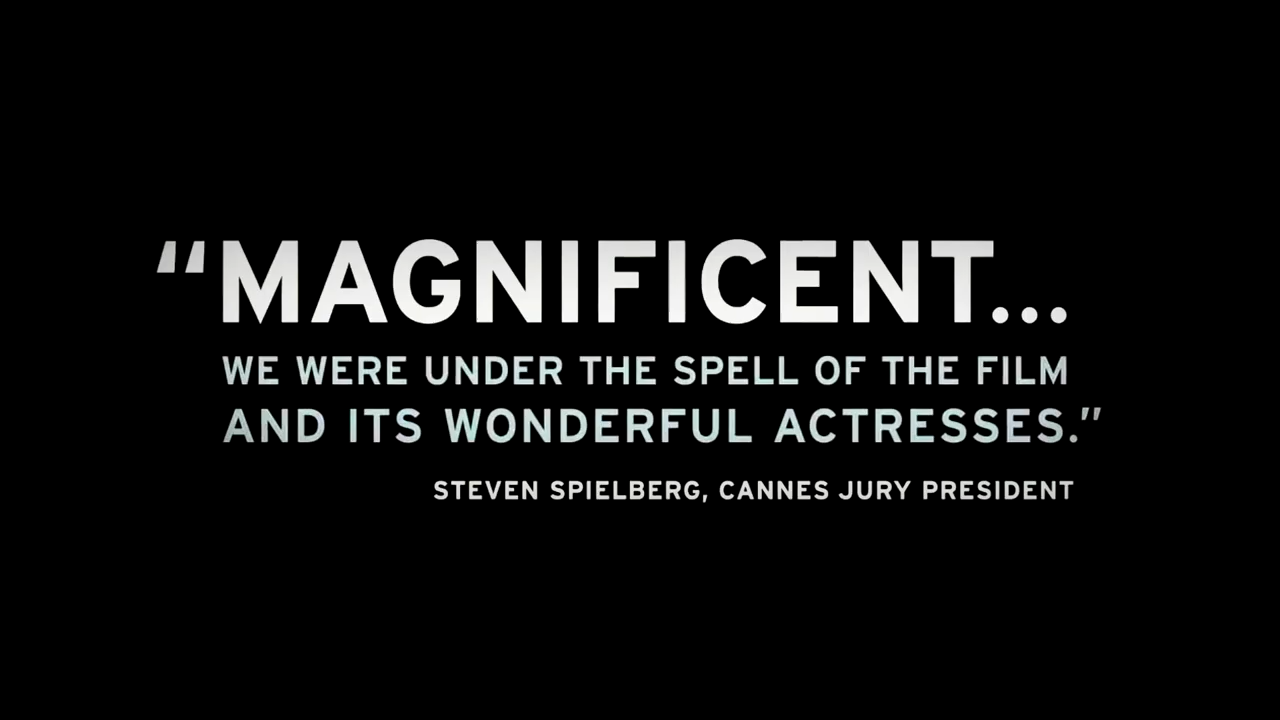 “MAGNIFICENT...
WE WERE UNDER THE SPELL OF THE FILM
AND ITS WONDERFUL ACTRESSES.”
STEVEN SPIELBERG, CANNES JURY PRESIDENT